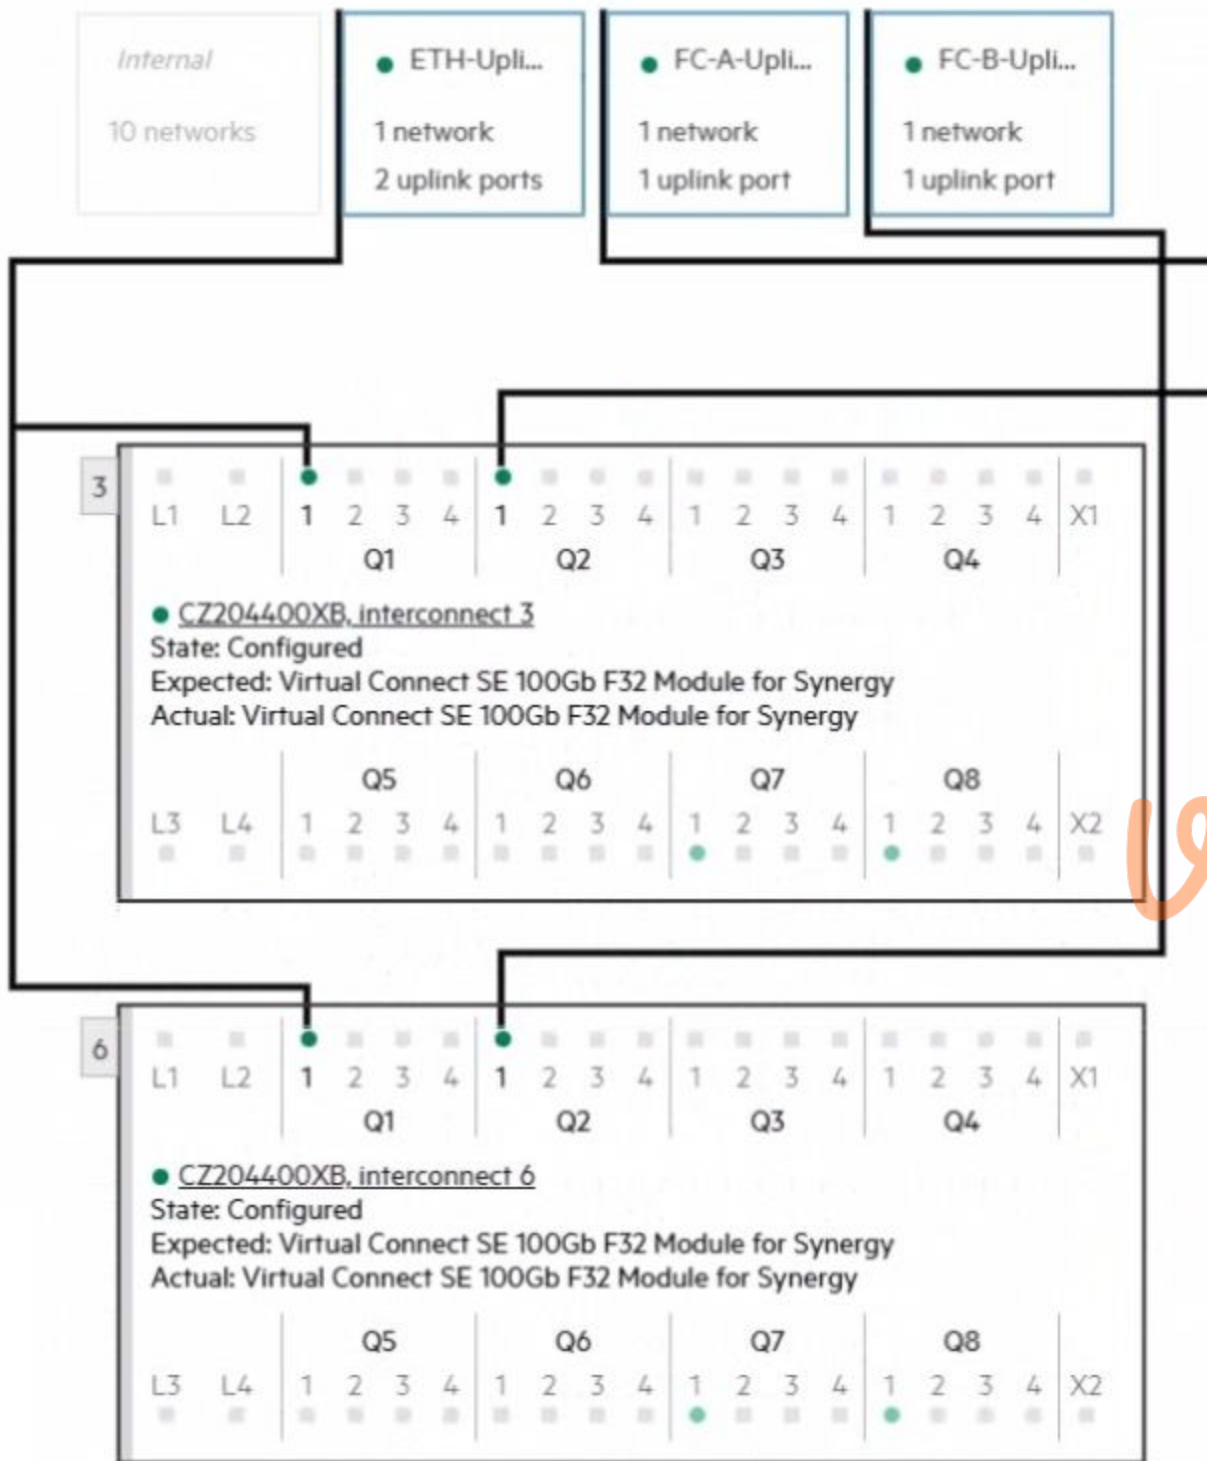 Internal
10 networks
ETH-Upli...
1 network
2 uplink ports
FC-A-Upli...
1 network
1 uplink port
FC-B-Upli...
1 network
1 uplink port
3
L1 L2 1 2 3 4 1 2 3 4 1 2 3 4 1 2 3 4 X1
Q1 Q2 Q3 Q4
CZ204400XB, interconnect 3
State: Configured
Expected: Virtual Connect SE 100Gb F32 Module for Synergy
Actual: Virtual Connect SE 100Gb F32 Module for Synergy
Q5 Q6 Q7 Q8
L3 L4 1 2 3 4 1 2 3 4 1 2 3 4 1 2 3 4 X2
6
L1 L2 1 2 3 4 1 2 3 4 1 2 3 4 1 2 3 4 X1
Q1 Q2 Q3 Q4
CZ204400XB, interconnect 6
State: Configured
Expected: Virtual Connect SE 100Gb F32 Module for Synergy
Actual: Virtual Connect SE 100Gb F32 Module for Synergy
Q5 Q6 Q7 Q8
L3 L4 1 2 3 4 1 2 3 4 1 2 3 4 1 2 3 4 X2